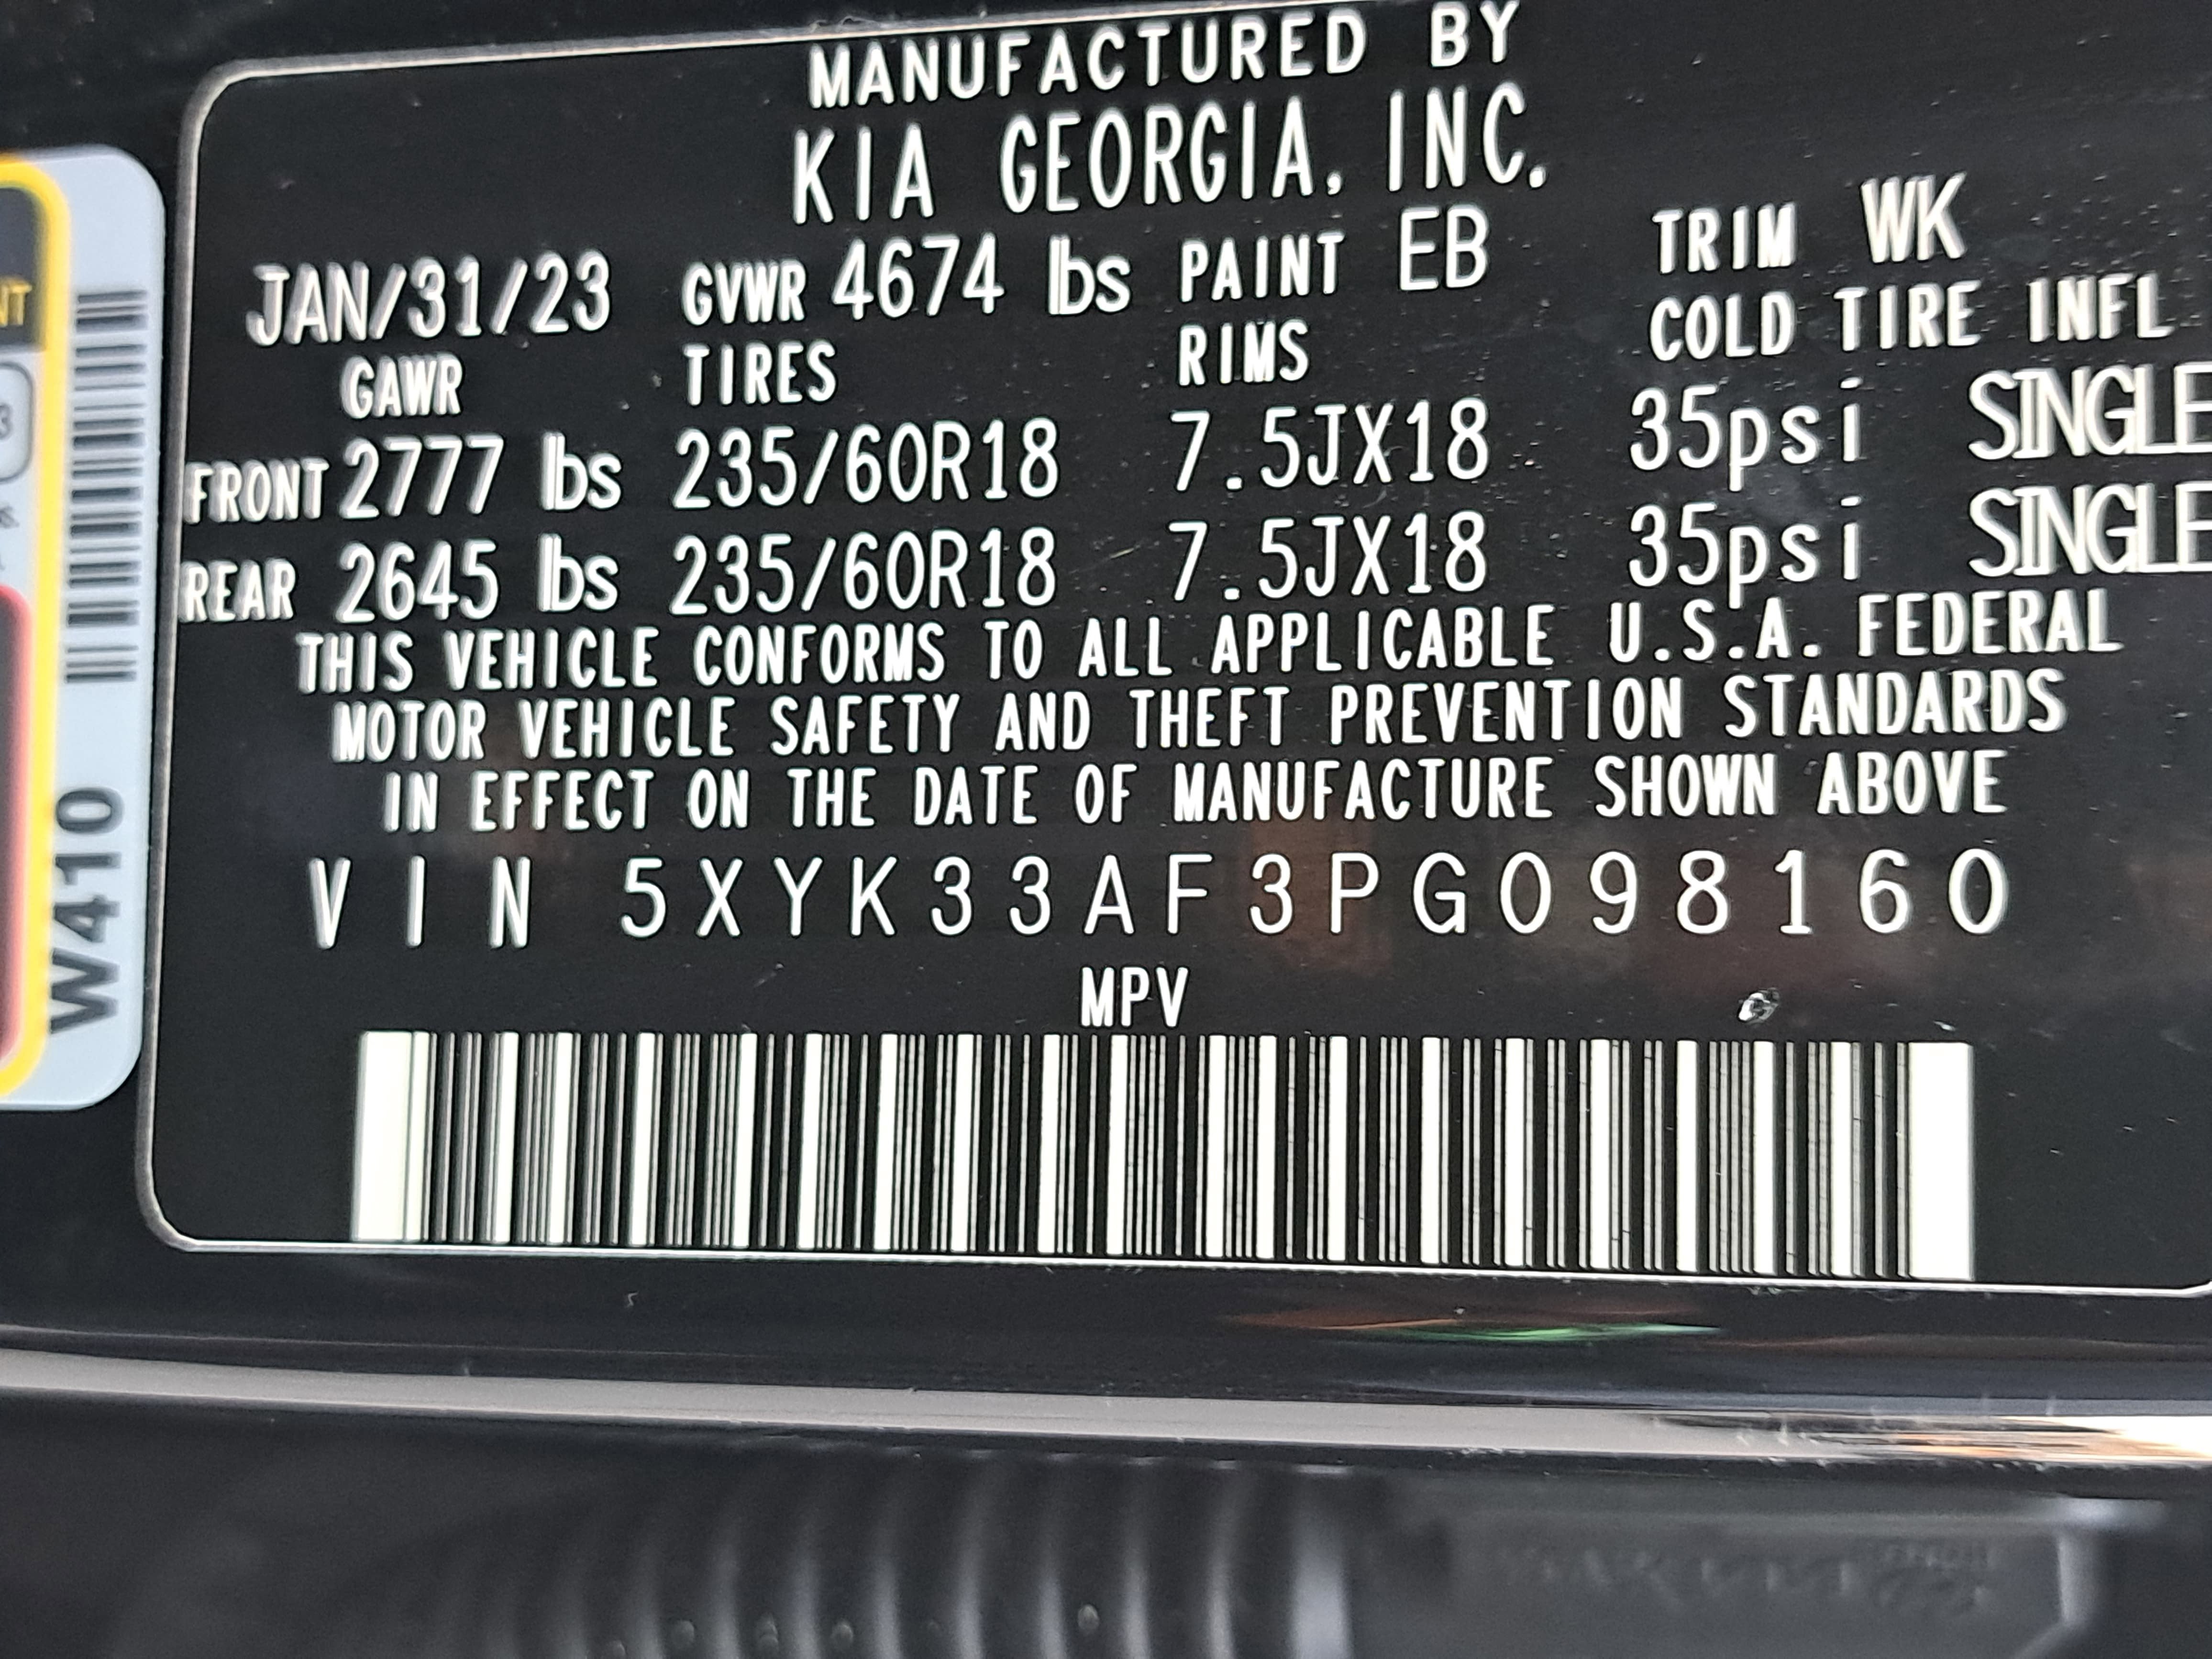 MANUFACTURED BY
KIA GEORGIA, INC.
JAN/31/23 GVWR 4674 lbs PAINT EB TRIM WK
GAWR TIRES RIMS COLD TIRE INFL
FRONT 2777 lbs 235/60R18 7.5JX18 35psi SINGLE
REAR 2645 lbs 235/60R18 7.5JX18 35psi SINGLE
THIS VEHICLE CONFORMS TO ALL APPLICABLE U.S.A. FEDERAL
MOTOR VEHICLE SAFETY AND THEFT PREVENTION STANDARDS
IN EFFECT ON THE DATE OF MANUFACTURE SHOWN ABOVE
VIN 5XYK33AF3PG098160
MPV
NT
3
W410